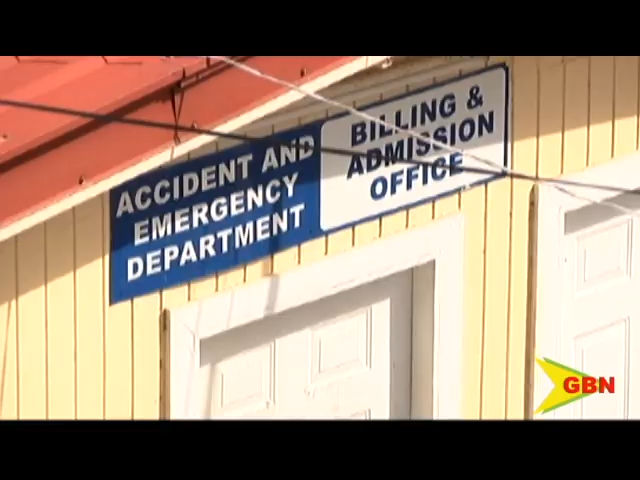 ACCIDENT AND
EMERGENCY
DEPARTMENT
BILLING &
ADMISSION
OFFICE
GBN